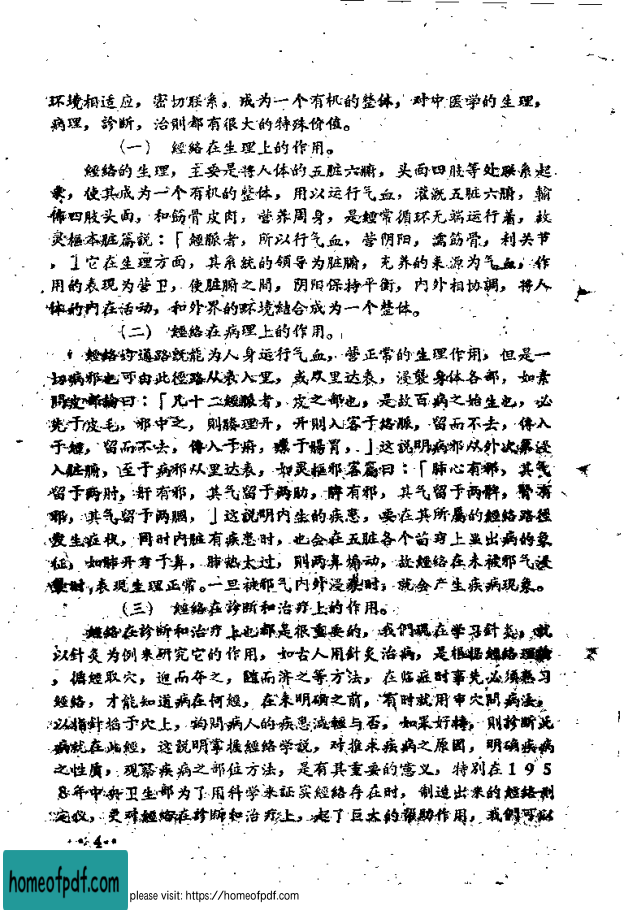 环境相适应，密切联系，成为一个有机的整体，对中医学的生理，
病理，診断，治则都有很大的特殊价值。
（一） 經絡在生理上的作用。
經絡的生理，主要是将人体的五脏六腑，头面四肢等处联系起
来，使其成为一个有机的整体，用以运行气血，灌溉五脏六腑，輸
佈四肢头面，和筋骨皮肉，营养周身，是經常循环无端运行着，故
灵樞本脏篇説：「經脈者，所以行气血，营阴阳，濡筋骨，利关节
，」它在生理方面，其系統的领导为脏腑，充养的来源为气血，作
用的表现为营卫，使脏腑之間，阴阳保持平衡，内外相协調，将人
体的内在活动，和外界的环境結合成为一个整体。
（二） 經絡在病理上的作用。
經絡的道路既能为人身运行气血，营正常的生理作用，但是一
切病邪也可由此徑路从表入里，或从里达表，浸襲身体各部，如素
問皮部論曰：「凡十二經脈者，皮之部也，是故百病之始生也，必
先于皮毛，邪中之，则腠理开，开则入客于絡脈，留而不去，傳入
于經，留而不去，傳入于府，廩于腸胃，」这説明病邪从外次第浸
入脏腑，至于病邪从里达表，如灵樞邪客篇曰：「肺心有邪，其气
留于两肘，肝有邪，其气留于两肋，脾有邪，其气留于两髀，腎有
邪，其气留于两膕，」这説明内生的疾患，要在其所属的經絡路徑
发生症状，同时内脏有疾患时，也会在五脏各个苗穷上显出病的象
征，如肺开穷于鼻，肺热太过，则两鼻煽动，故經絡在未被邪气浸
襲时，表现生理正常。一旦被邪气内外浸襲时，就会产生疾病现象。
（三） 經絡在診断和治疗上的作用。
經絡在診断和治疗上也都是很重要的，我們现在学习針灸，就
以針灸为例来研究它的作用，如古人用針灸治病，是根据經絡理論
，循經取穴，迎而夺之，随而济之等方法，在临症时事先必须熟习
經絡，才能知道病在何經，在未明确之前，有时就用审穴問病法，
以指針掐于穴上，詢問病人的疾患减輕与否，如果好轉，则診断此
病就在此經，这説明掌握經絡学説，对推求疾病之原因，明确疾病
之性质，观察疾病之部位方法，是有其重要的意义，特别在１９５
８年中央卫生部为了用科学来証实經絡存在时，制造出来的經絡测
定仪，更对經絡在診断和治疗上，起了巨大的帮助作用，我們可以
4
homeofpdf.com
please visit: https://homeofpdf.com